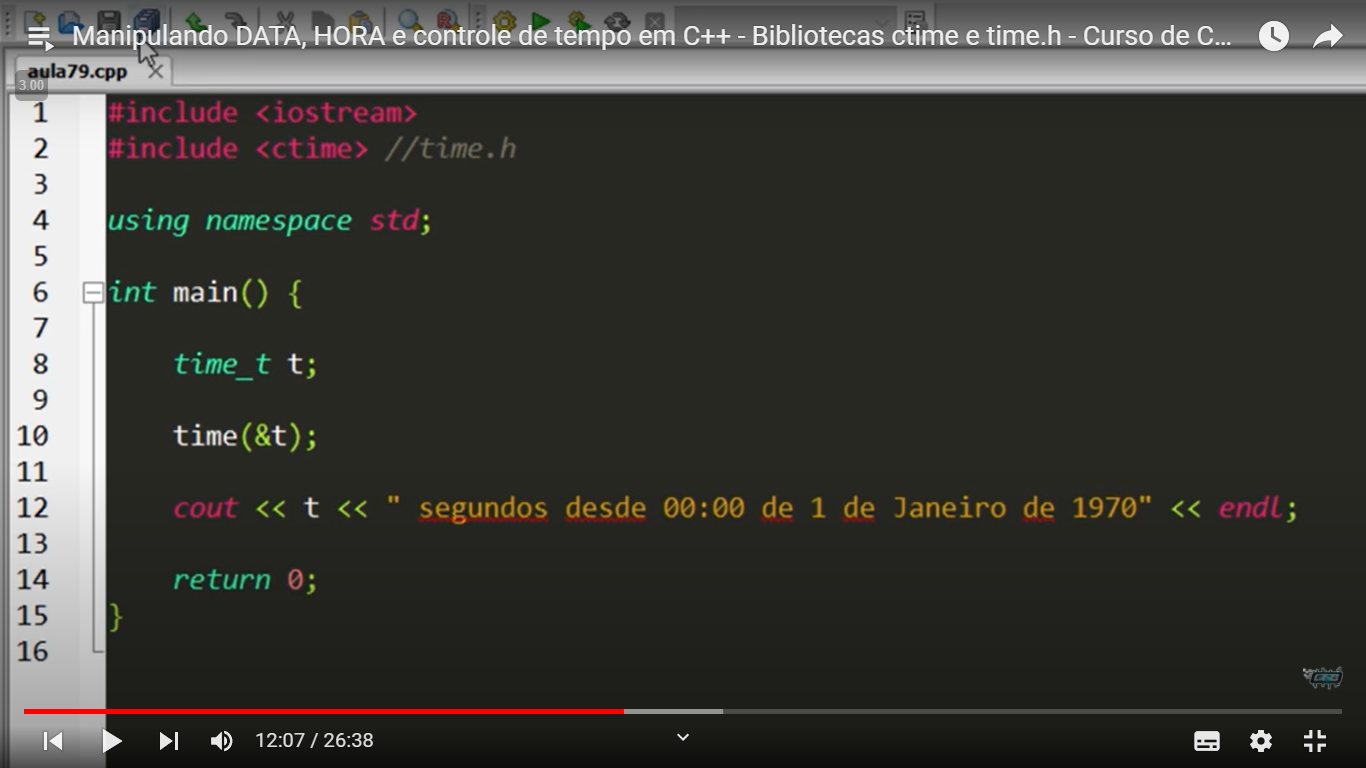 Manipulando DATA, HORA e controle de tempo em C++ - Bibliotecas ctime e time.h - Curso de C...
aula79.cpp
3.00
1 #include <iostream>
2 #include <ctime> //time.h
3
4 using namespace std;
5
6 int main() {
7
8 time_t t;
9
10 time(&t);
11
12 cout << t << " segundos desde 00:00 de 1 de Janeiro de 1970" << endl;
13
14 return 0;
15 }
16
12:07 / 26:38